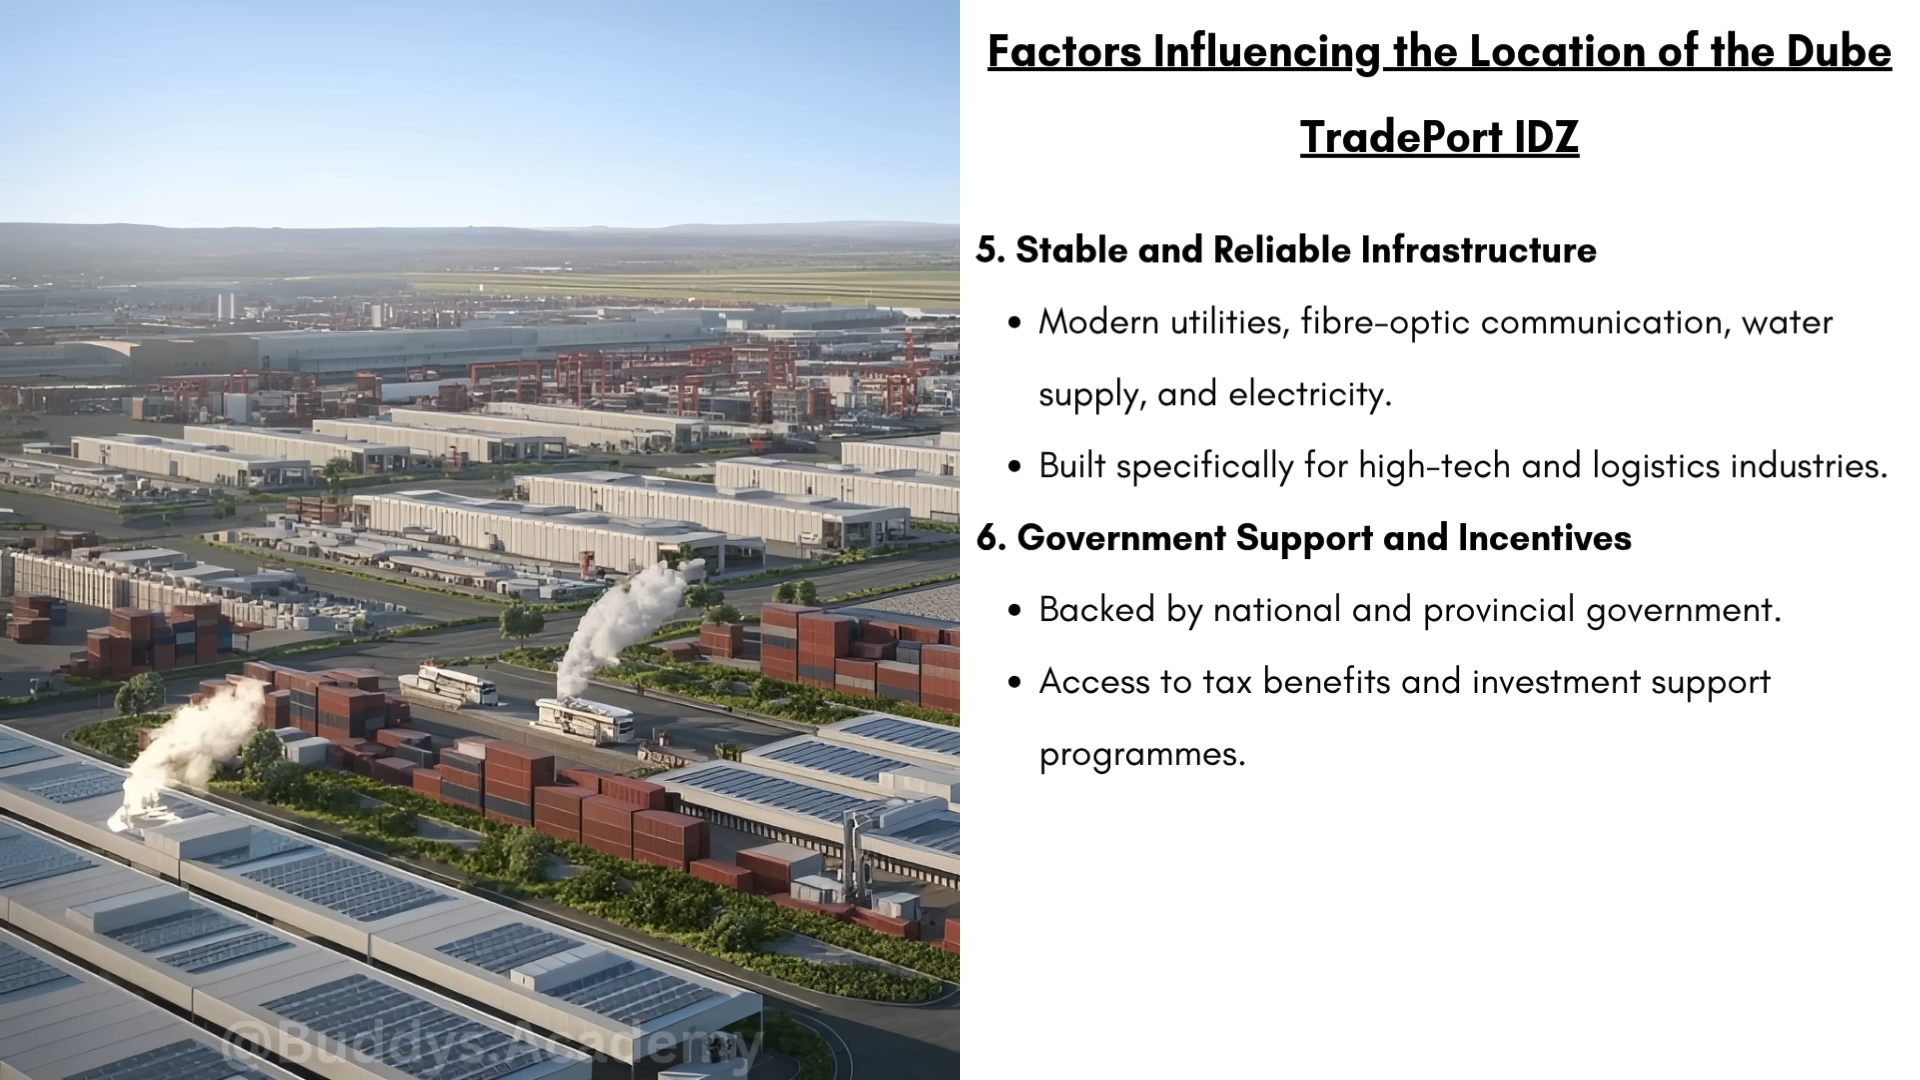 Factors Influencing the Location of the Dube
TradePort IDZ
5. Stable and Reliable Infrastructure
• Modern utilities, fibre-optic communication, water
supply, and electricity.
• Built specifically for high-tech and logistics industries.
6. Government Support and Incentives
• Backed by national and provincial government.
• Access to tax benefits and investment support
programmes.
@Buddys.Academy